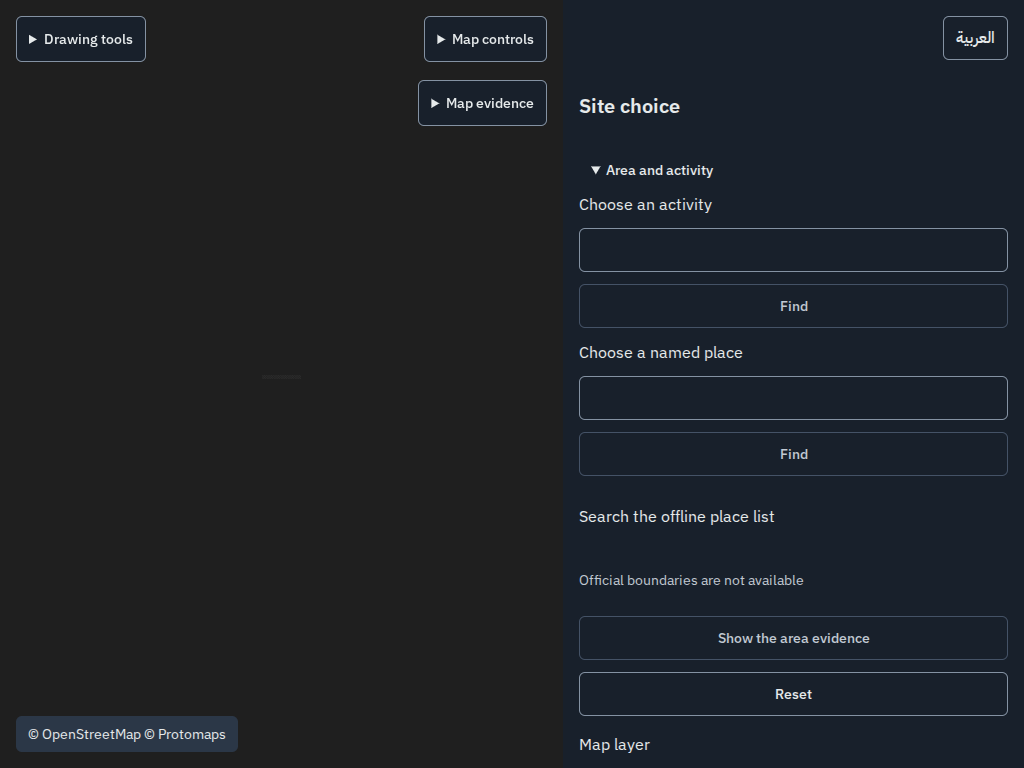 Drawing tools
Map controls
Map evidence
© OpenStreetMap © Protomaps
العربية
Site choice
Area and activity
Choose an activity
Find
Choose a named place
Find
Search the offline place list
Official boundaries are not available
Show the area evidence
Reset
Map layer